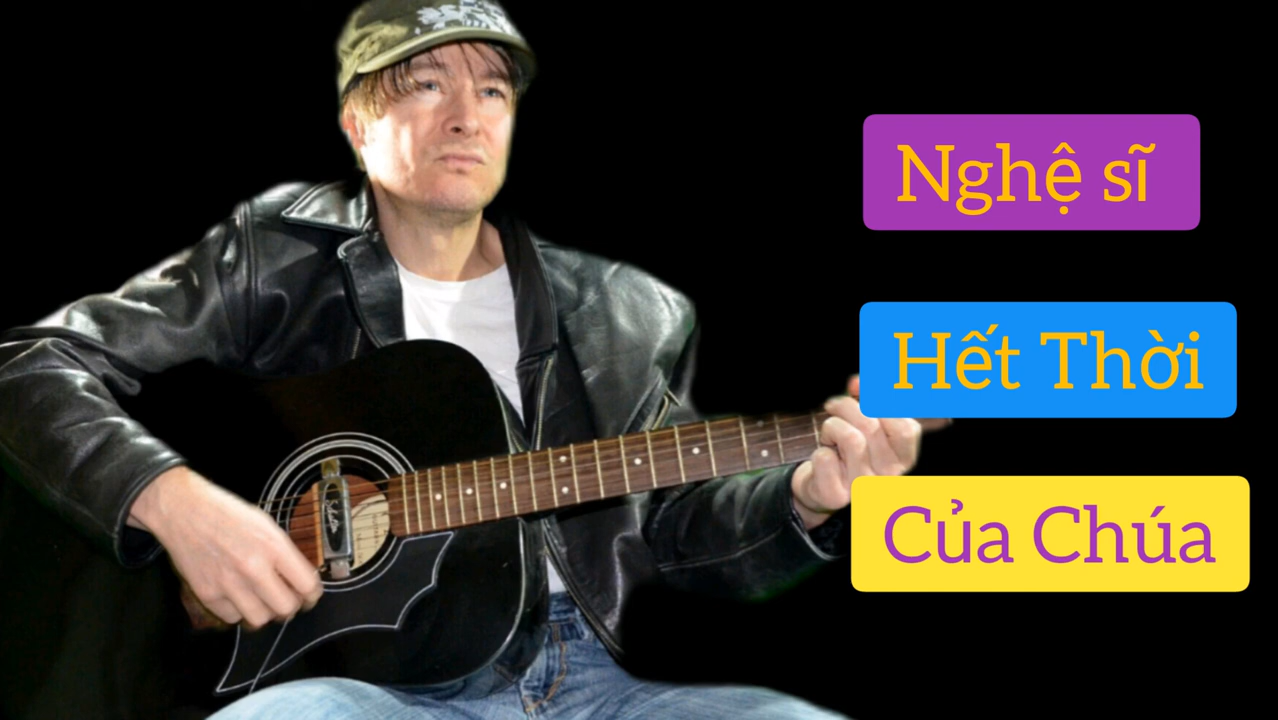 Nghệ sĩ
Hết Thời
Của Chúa